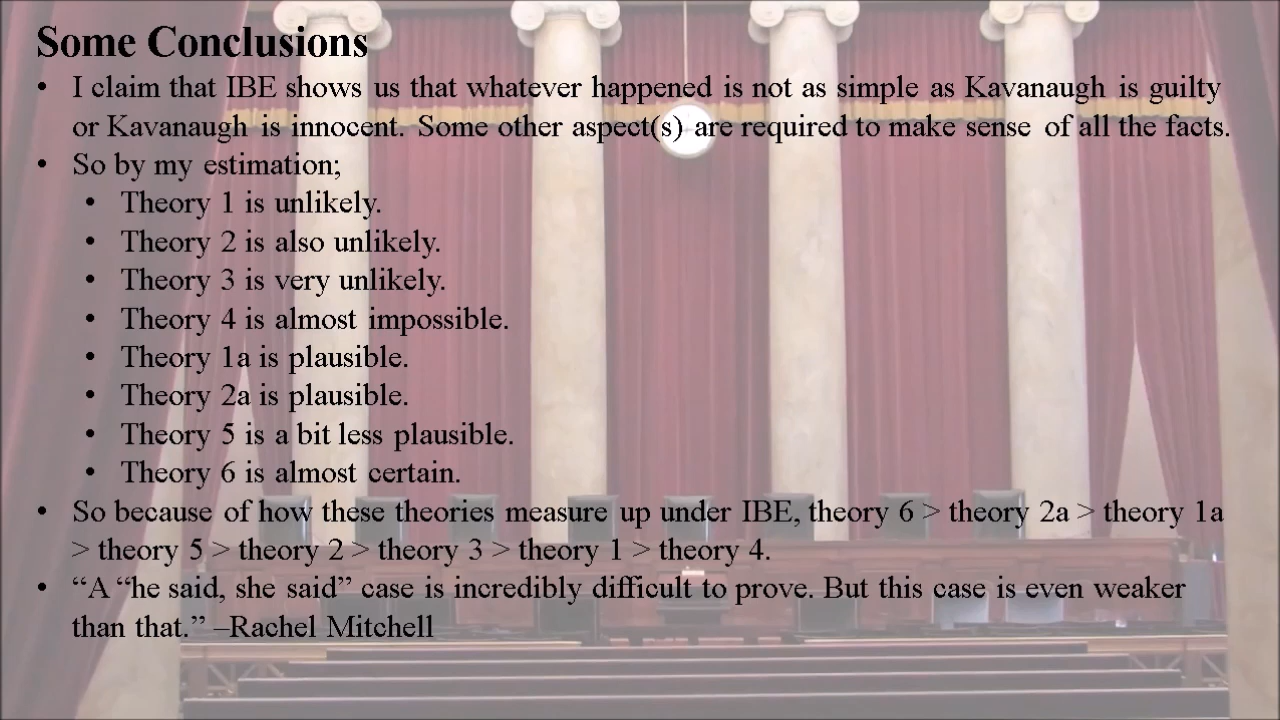 Some Conclusions
• I claim that IBE shows us that whatever happened is not as simple as Kavanaugh is guilty
or Kavanaugh is innocent. Some other aspect(s) are required to make sense of all the facts.
• So by my estimation;
• Theory 1 is unlikely.
• Theory 2 is also unlikely.
• Theory 3 is very unlikely.
• Theory 4 is almost impossible.
• Theory 1a is plausible.
• Theory 2a is plausible.
• Theory 5 is a bit less plausible.
• Theory 6 is almost certain.
• So because of how these theories measure up under IBE, theory 6 > theory 2a > theory 1a
> theory 5 > theory 2 > theory 3 > theory 1 > theory 4.
• “A “he said, she said” case is incredibly difficult to prove. But this case is even weaker
than that.” –Rachel Mitchell